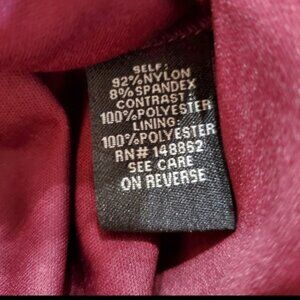 SELF:
92%NYLON
8%SPANDEX
CONTRAST:
100%POLYESTER
LINING:
100%POLYESTER
RN# 148862
SEE CARE
ON REVERSE